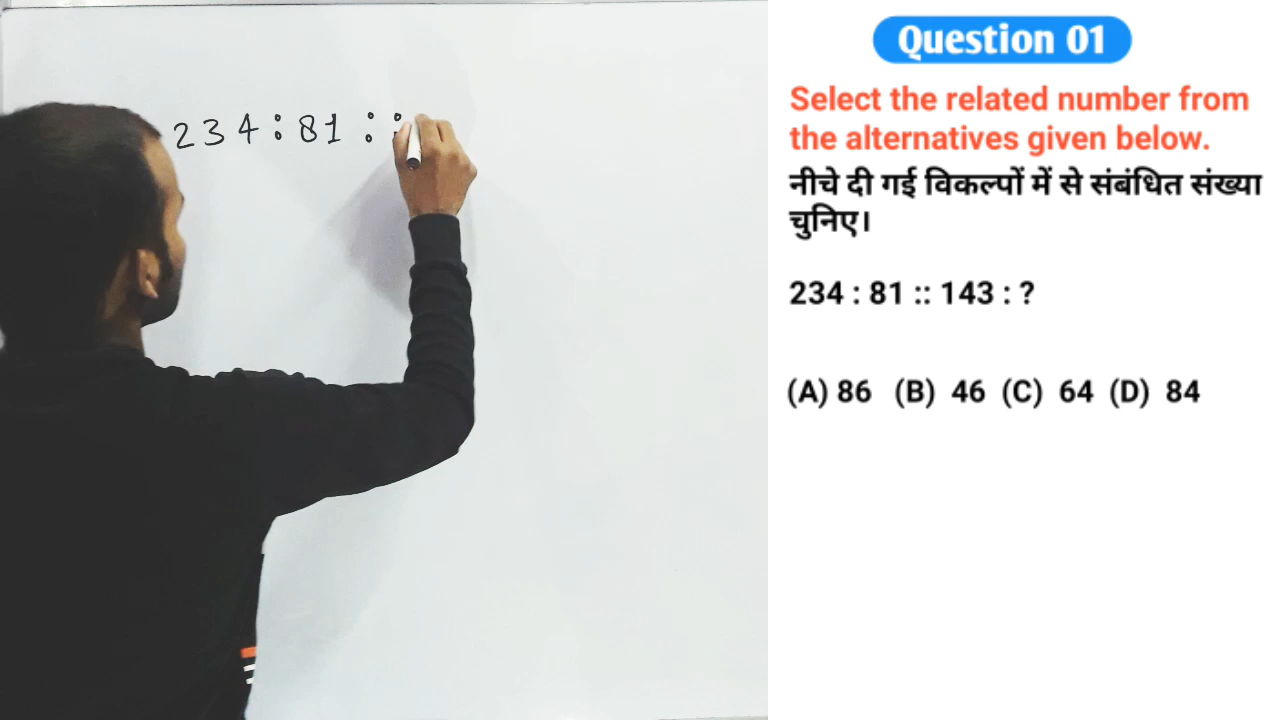 234:81::
Question 01
Select the related number from
the alternatives given below.
नीचे दी गई विकल्पों में से संबंधित संख्या
चुनिए।
234 : 81 :: 143 : ?
(A) 86 (B) 46 (C) 64 (D) 84